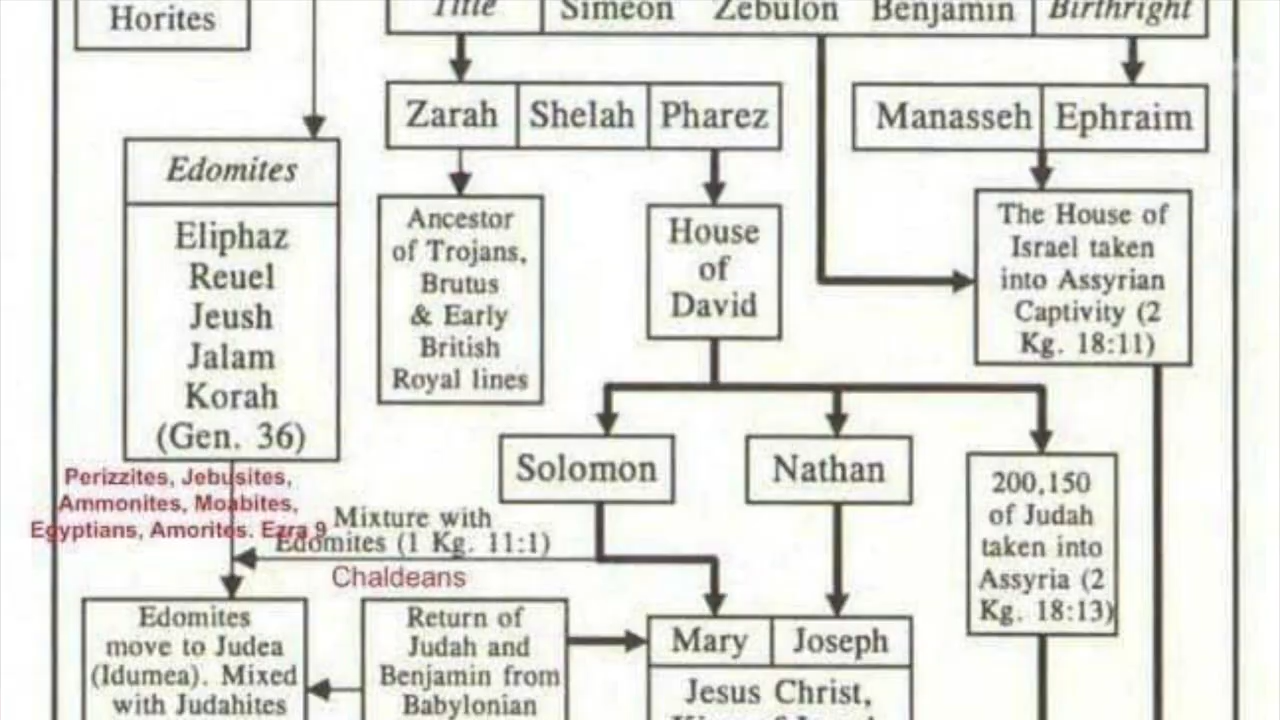 Horites
Title Simeon Zebulon Benjamin Birthright
Zarah Shelah Pharez
Manasseh Ephraim
Edomites
Eliphaz
Reuel
Jeush
Jalam
Korah
(Gen. 36)
Ancestor
of Trojans,
Brutus
& Early
British
Royal lines
House
of
David
The House of
Israel taken
into Assyrian
Captivity (2
Kg. 18:11)
Solomon
Nathan
200,150
of Judah
taken into
Assyria (2
Kg. 18:13)
Perizzites, Jebusites,
Ammonites, Moabites,
Egyptians, Amorites. Ezra 9
Mixture with
Edomites (1 Kg. 11:1)
Chaldeans
Edomites
move to Judea
(Idumea). Mixed
with Judahites
Return of
Judah and
Benjamin from
Babylonian
Mary Joseph
Jesus Christ,